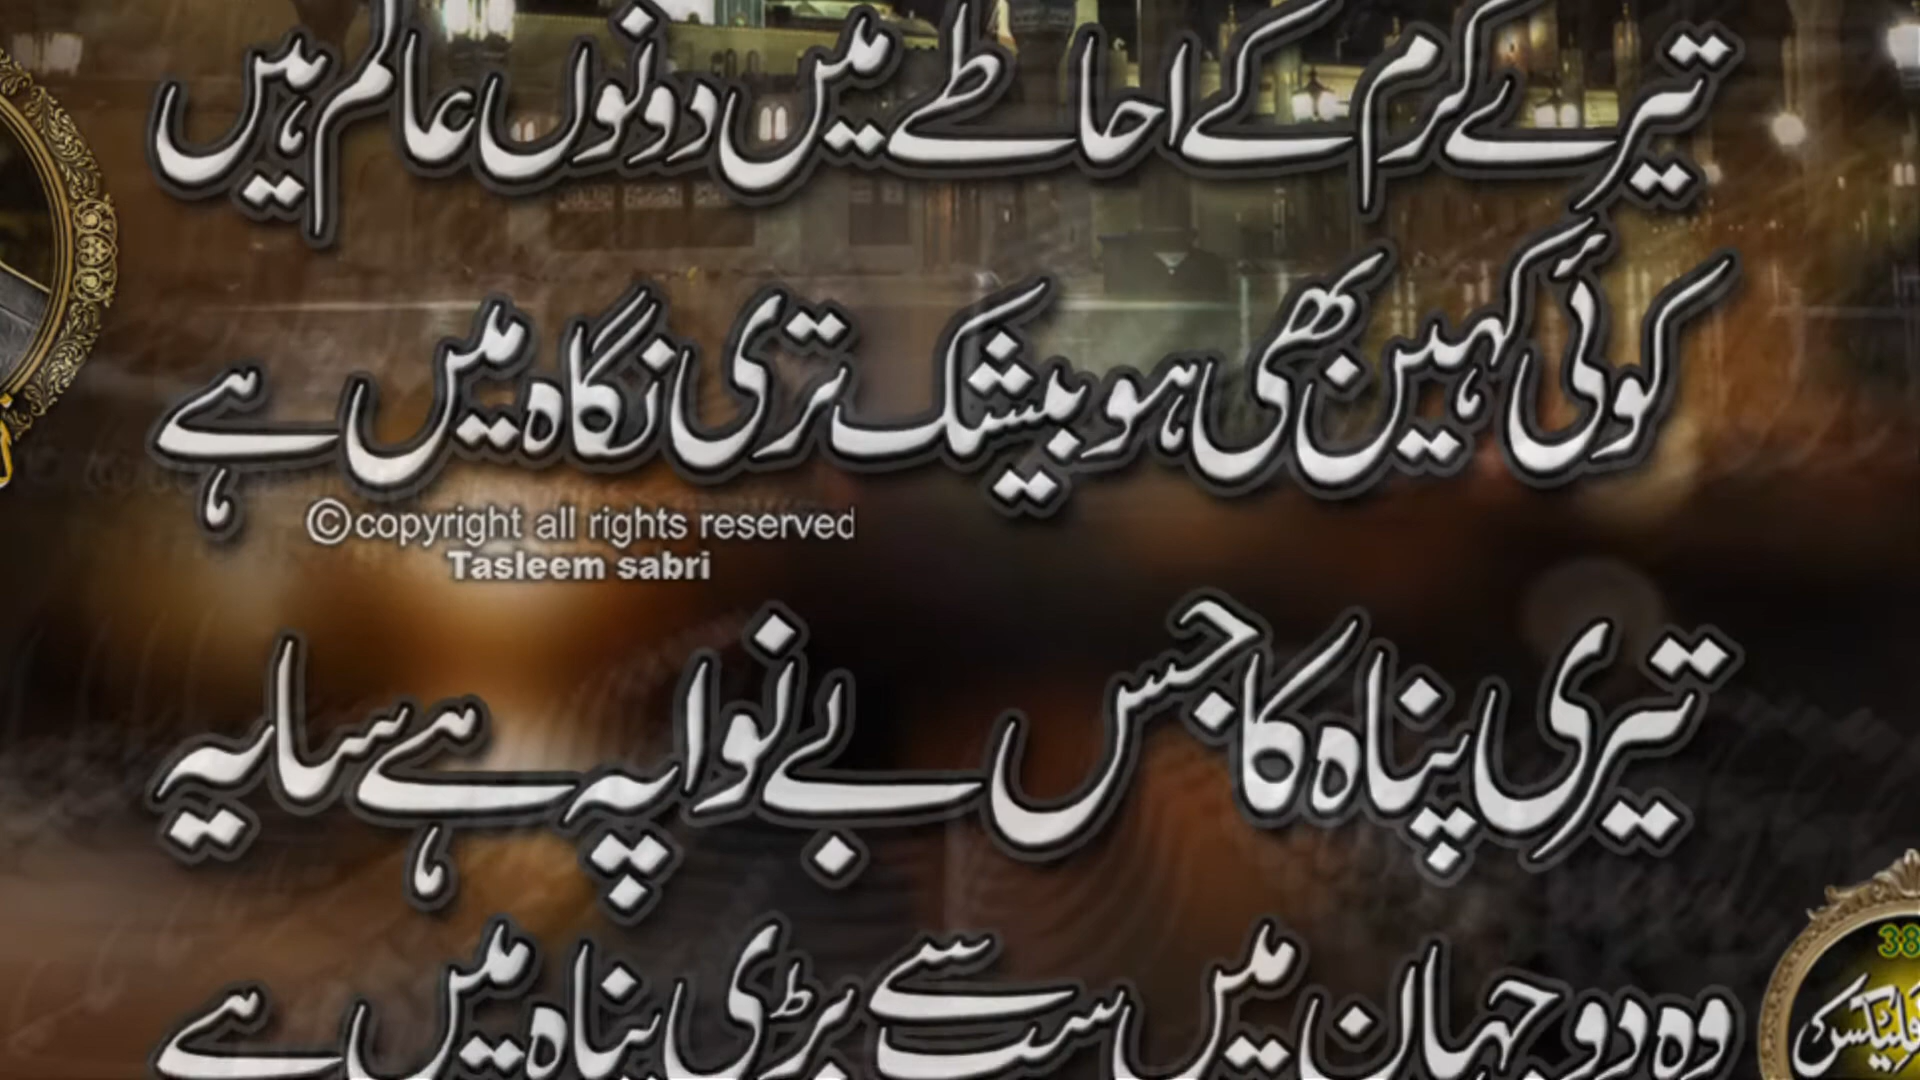 تیرے کرم کے احاطے میں دونوں عالم ہیں
کوئی کہیں بھی ہو بیشک تری نگاہ میں ہے
©copyright all rights reserved
Tasleem sabri
تیری پناہ کا جس بے نوا پہ ہے سایہ
وہ دو جہان میں سب سے بڑی پناہ میں ہے
38